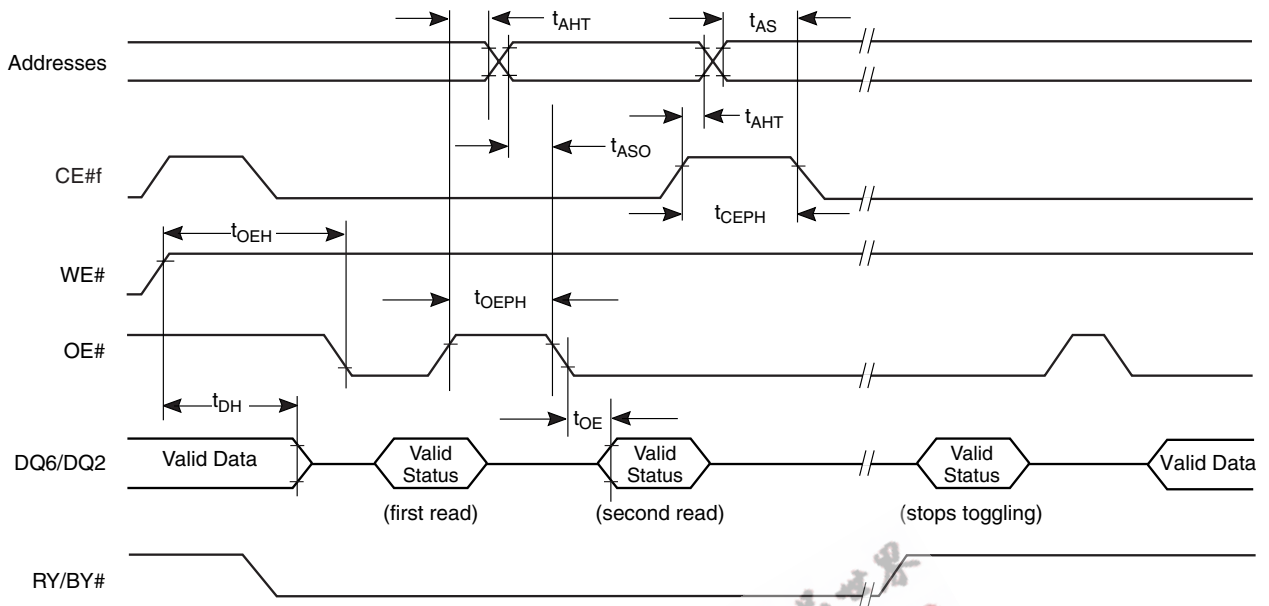 tAHT
tAS
Addresses
tAHT
tASO
CE#f
tCEPH
tOEH
WE#
tOEPH
OE#
tDH
tOE
DQ6/DQ2
Valid Data
Valid
Status
Valid
Status
Valid
Status
Valid Data
(first read)
(second read)
(stops toggling)
RY/BY#